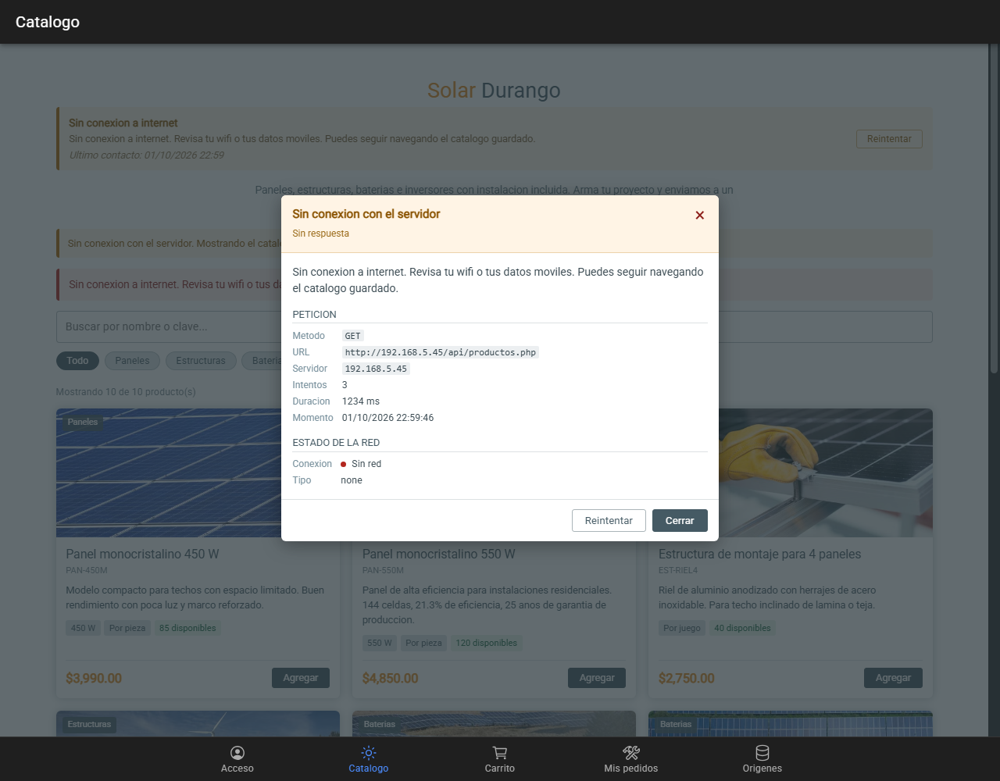 Catalogo
Solar Durango
Sin conexion a internet
Sin conexion a internet. Revisa tu wifi o tus datos moviles. Puedes seguir navegando el catalogo guardado.
Ultimo contacto: 01/10/2026 22:59
Reintentar
Paneles, estructuras, baterias e inversores con instalacion incluida. Arma tu proyecto y enviamos a un
Sin conexion con el servidor. Mostrando el
Sin conexion a internet. Revisa tu wifi o tus
Buscar por nombre o clave...
Todo
Paneles
Estructuras
Mostrando 10 de 10 producto(s)
Sin conexion con el servidor
×
Sin respuesta
Sin conexion a internet. Revisa tu wifi o tus datos moviles. Puedes seguir navegando
el catalogo guardado.
PETICION
Metodo GET
URL http://192.168.5.45/api/productos.php
Servidor 192.168.5.45
Intentos 3
Duracion 1234 ms
Momento 01/10/2026 22:59:46
ESTADO DE LA RED
Conexion Sin red
Tipo none
Reintentar
Cerrar
Paneles
Panel monocristalino 450 W
PAN-450M
Modelo compacto para techos con espacio limitado. Buen
rendimiento con poca luz y marco reforzado.
450 W
Por pieza
85 disponibles
$3,990.00
Agregar
Panel monocristalino 550 W
PAN-550M
Panel de alta eficiencia para instalaciones residenciales.
144 celdas, 21.3% de eficiencia, 25 anos de garantia de
produccion.
550 W
Por pieza
120 disponibles
$4,850.00
Agregar
Estructura de montaje para 4 paneles
EST-RIEL4
Riel de aluminio anodizado con herrajes de acero
inoxidable. Para techo inclinado de lamina o teja.
Por juego
40 disponibles
$2,750.00
Agregar
Estructuras
Baterias
Baterias
Acceso
Catalogo
Carrito
Mis pedidos
Origenes